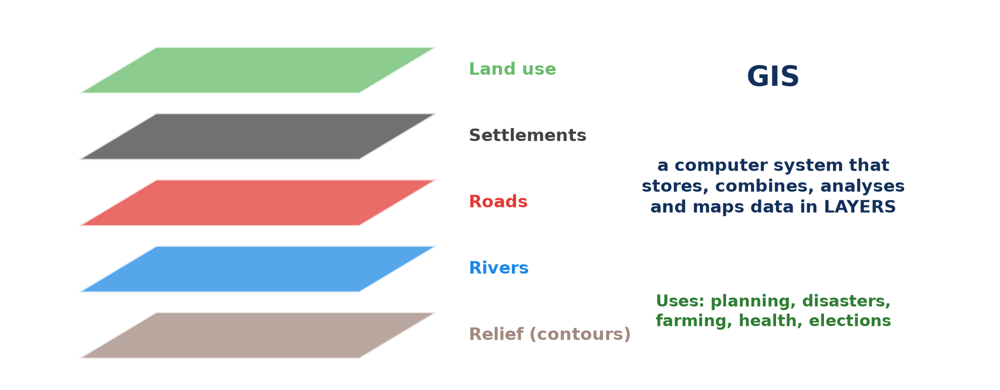 Land use
Settlements
Roads
Rivers
Relief (contours)
GIS
a computer system that
stores, combines, analyses
and maps data in LAYERS
Uses: planning, disasters,
farming, health, elections